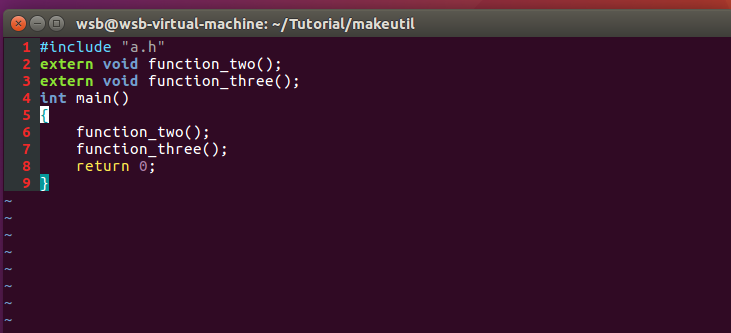 wsb@wsb-virtual-machine: ~/Tutorial/makeutil
1 #include "a.h"
2 extern void function_two();
3 extern void function_three();
4 int main()
5 {
6     function_two();
7     function_three();
8     return 0;
9 }
~
~
~
~
~
~
~
~